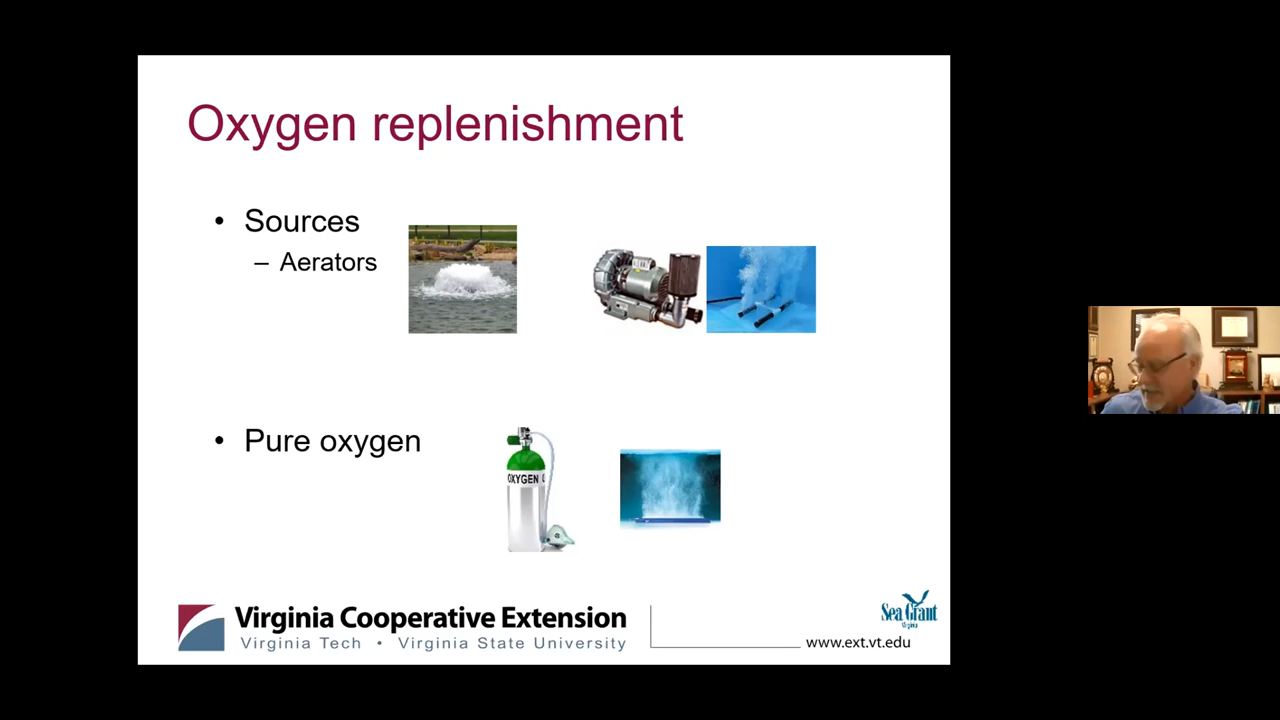 Oxygen replenishment
• Sources
– Aerators
• Pure oxygen
OXYGEN
Virginia Cooperative Extension
Virginia Tech • Virginia State University
www.ext.vt.edu
Sea Grant
Virginia